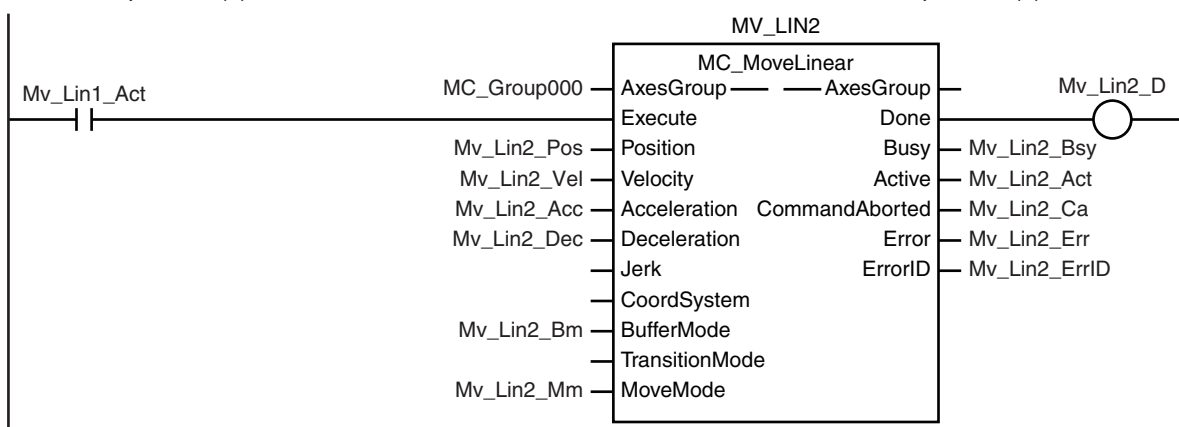 MV_LIN2
MC_MoveLinear
Mv_Lin1_Act
MC_Group000 AxesGroup AxesGroup Mv_Lin2_D
Execute Done
Mv_Lin2_Pos Position Busy Mv_Lin2_Bsy
Mv_Lin2_Vel Velocity Active Mv_Lin2_Act
Mv_Lin2_Acc Acceleration CommandAborted Mv_Lin2_Ca
Mv_Lin2_Dec Deceleration Error Mv_Lin2_Err
Jerk ErrorID Mv_Lin2_ErrID
CoordSystem
Mv_Lin2_Bm BufferMode
TransitionMode
Mv_Lin2_Mm MoveMode